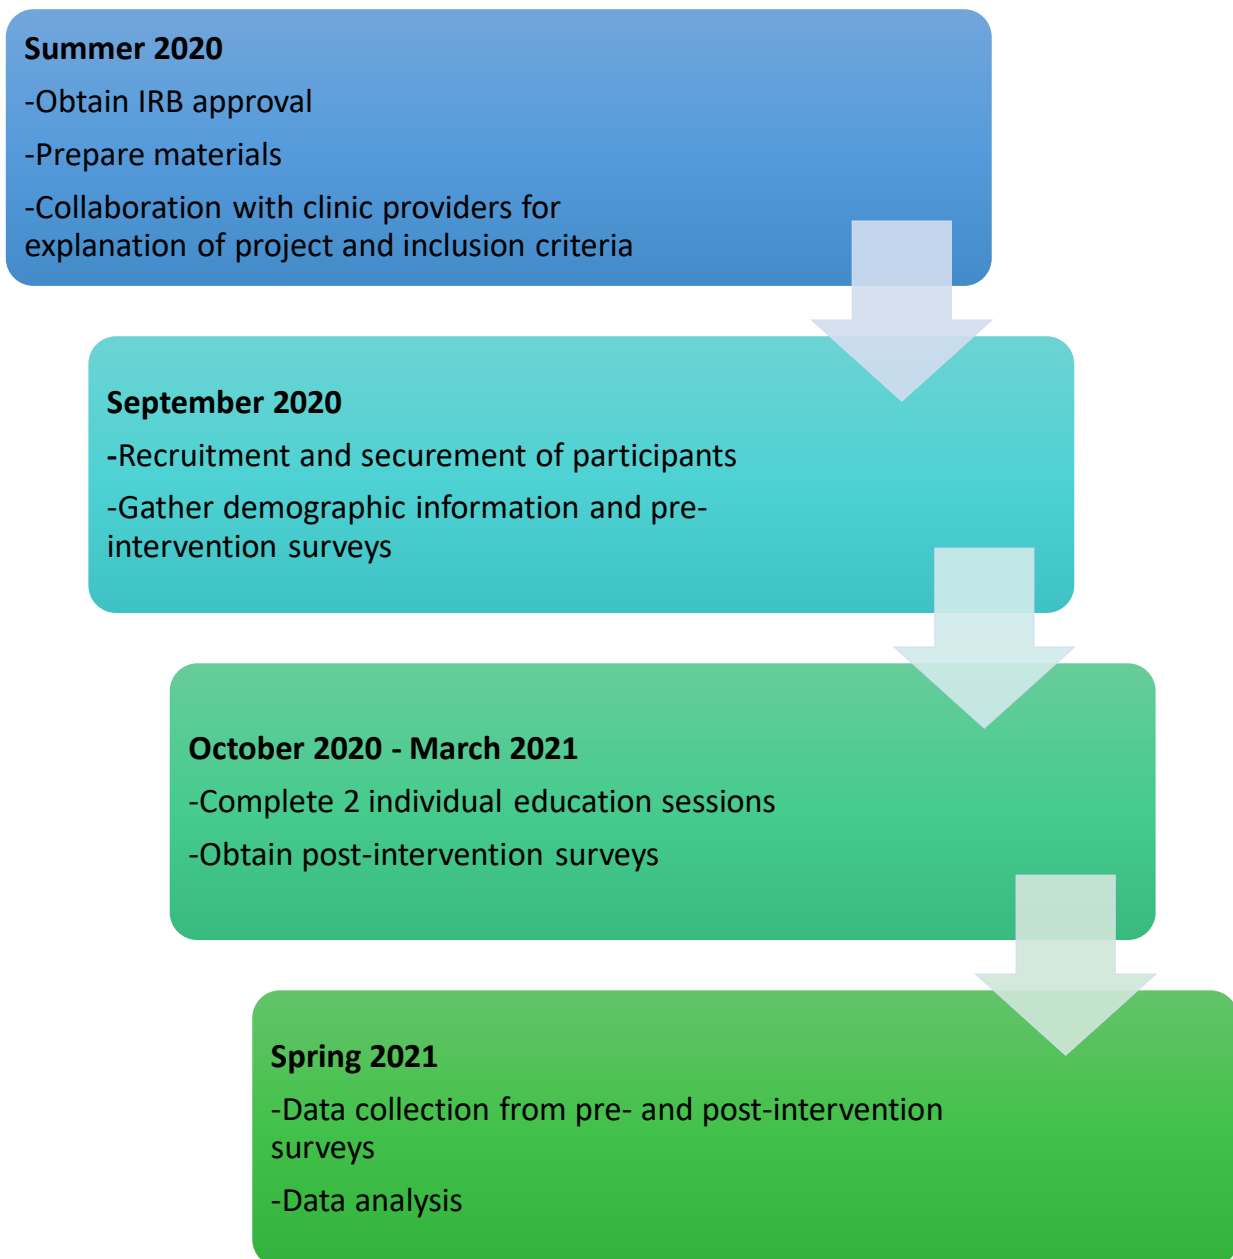 Summer 2020
-Obtain IRB approval
-Prepare materials
-Collaboration with clinic providers for
explanation of project and inclusion criteria
September 2020
-Recruitment and securement of participants
-Gather demographic information and pre-
intervention surveys
October 2020 - March 2021
-Complete 2 individual education sessions
-Obtain post-intervention surveys
Spring 2021
-Data collection from pre- and post-intervention
surveys
-Data analysis